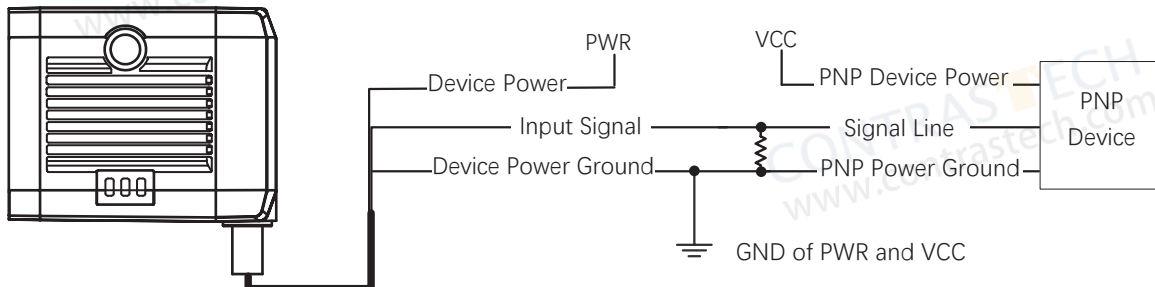 PWR
VCC
Device Power
PNP Device Power
Input Signal
Signal Line
Device Power Ground
PNP Power Ground
PNP
Device
GND of PWR and VCC
CONTRASTECH
www.contrastech.com